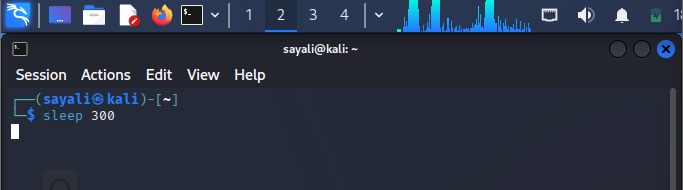 1 2 3 4
sayali@kali: ~
Session Actions Edit View Help
┌──(sayali㉿kali)-[~]
└─$ sleep 300